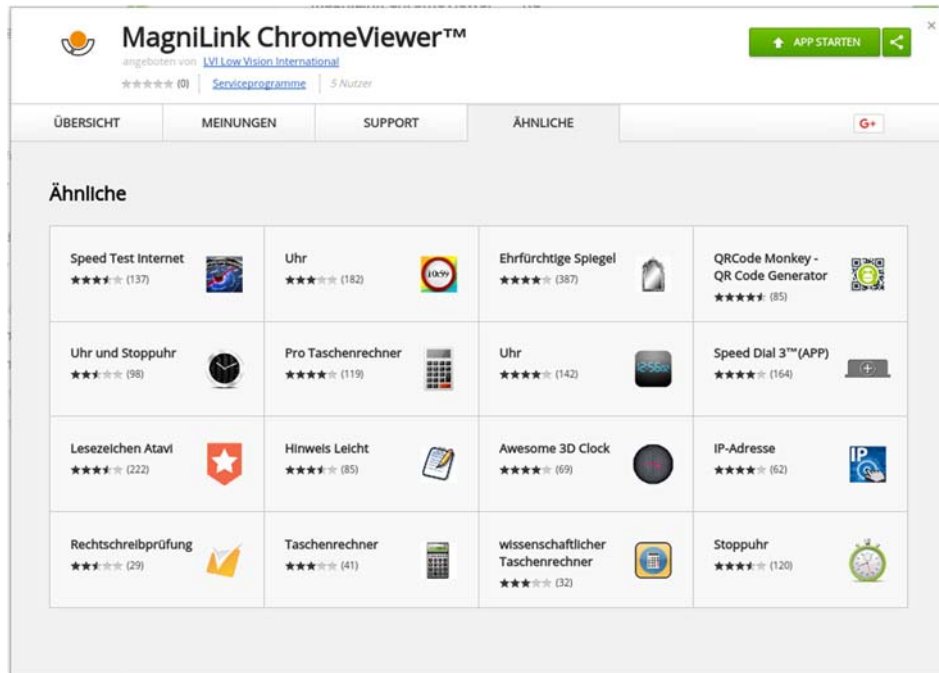 MagniLink ChromeViewer™
angeboten von LVI Low Vision International
(0) Serviceprogramme 5 Nutzer
APP STARTEN
ÜBERSICHT MEINUNGEN SUPPORT ÄHNLICHE G+
Ähnliche
Speed Test Internet
(137)
Uhr
(182)
10:59
Ehrfürchtige Spiegel
(387)
QRCode Monkey -
QR Code Generator
(85)
Uhr und Stoppuhr
(98)
Pro Taschenrechner
(119)
Uhr
(142)
Speed Dial 3™(APP)
(164)
Lesezeichen Atavi
(222)
Hinweis Leicht
(85)
Awesome 3D Clock
(69)
IP-Adresse
(62)
IP
Rechtschreibprüfung
(29)
Taschenrechner
(41)
wissenschaftlicher
Taschenrechner
(32)
Stoppuhr
(120)